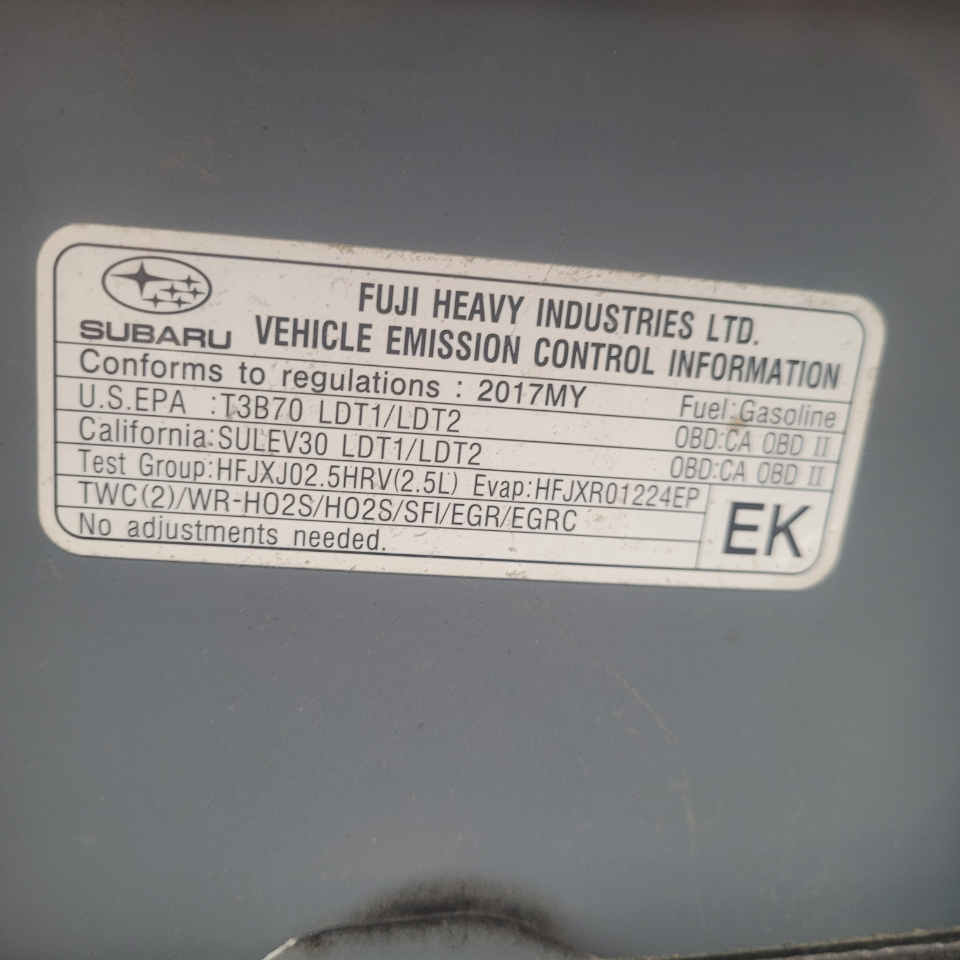 SUBARU
FUJI HEAVY INDUSTRIES LTD.
VEHICLE EMISSION CONTROL INFORMATION
Conforms to regulations : 2017MY Fuel:Gasoline
U.S.EPA :T3B70 LDT1/LDT2 OBD:CA OBD II
California:SULEV30 LDT1/LDT2 OBD:CA OBD II
Test Group:HFJXJ02.5HRV(2.5L) Evap:HFJXR01224EP
TWC(2)/WR-HO2S/HO2S/SFI/EGR/EGRC
No adjustments needed.
EK